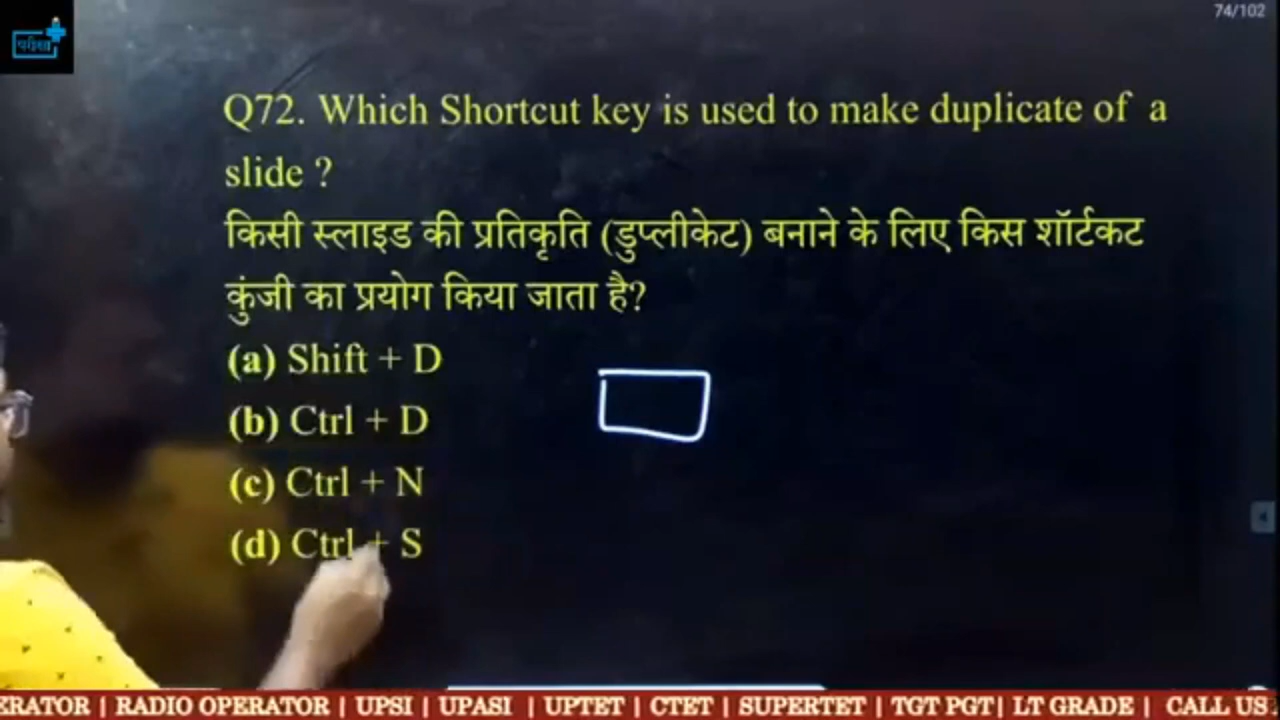 74/102
परीक्षा
Q72. Which Shortcut key is used to make duplicate of a
slide ?
किसी स्लाइड की प्रतिकृति (डुप्लीकेट) बनाने के लिए किस शॉर्टकट
कुंजी का प्रयोग किया जाता है?
(a) Shift + D
(b) Ctrl + D
(c) Ctrl + N
(d) Ctrl + S
ERATOR | RADIO OPERATOR | UPSI | UPASI | UPTET | CTET | SUPERTET | TGT PGT | LT GRADE | CALL US